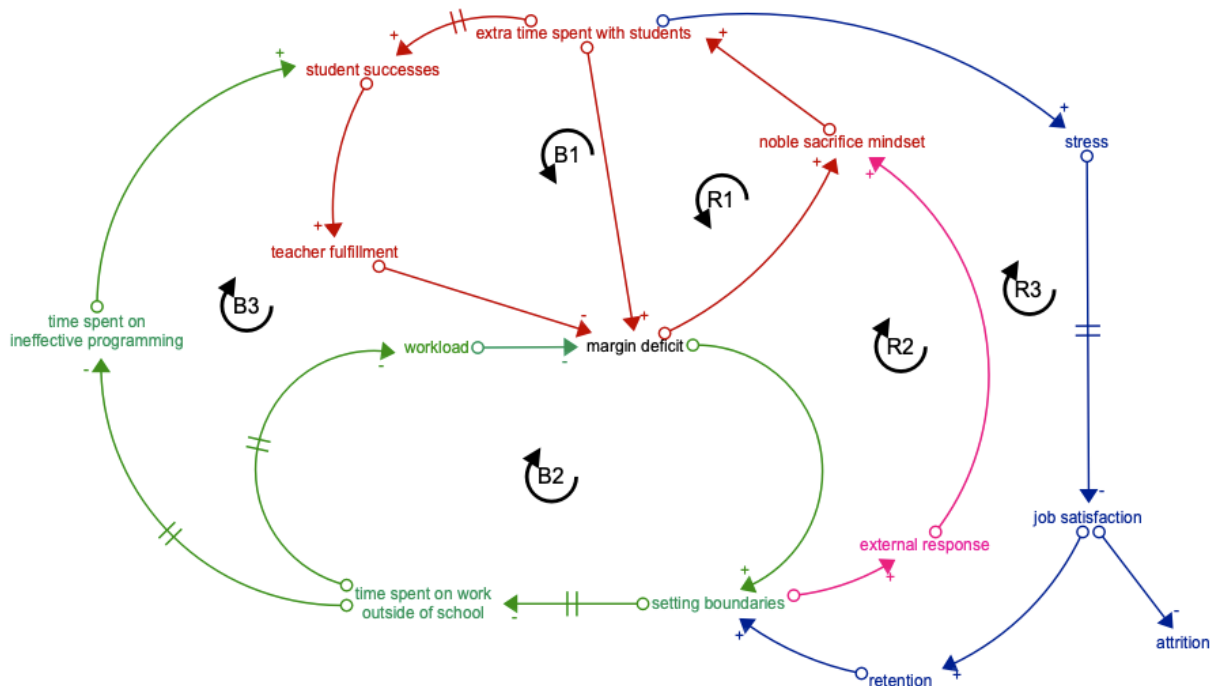 extra time spent with students
+
+
student successes
+
+
+
stress
noble sacrifice mindset
+
+
B1
R1
+
teacher fulfillment
B3
R3
time spent on
ineffective programming
-
-
+
workload
-
-
margin deficit
R2
B2
-
job satisfaction
external response
+
+
time spent on work
outside of school
-
setting boundaries
+
-
attrition
+
retention